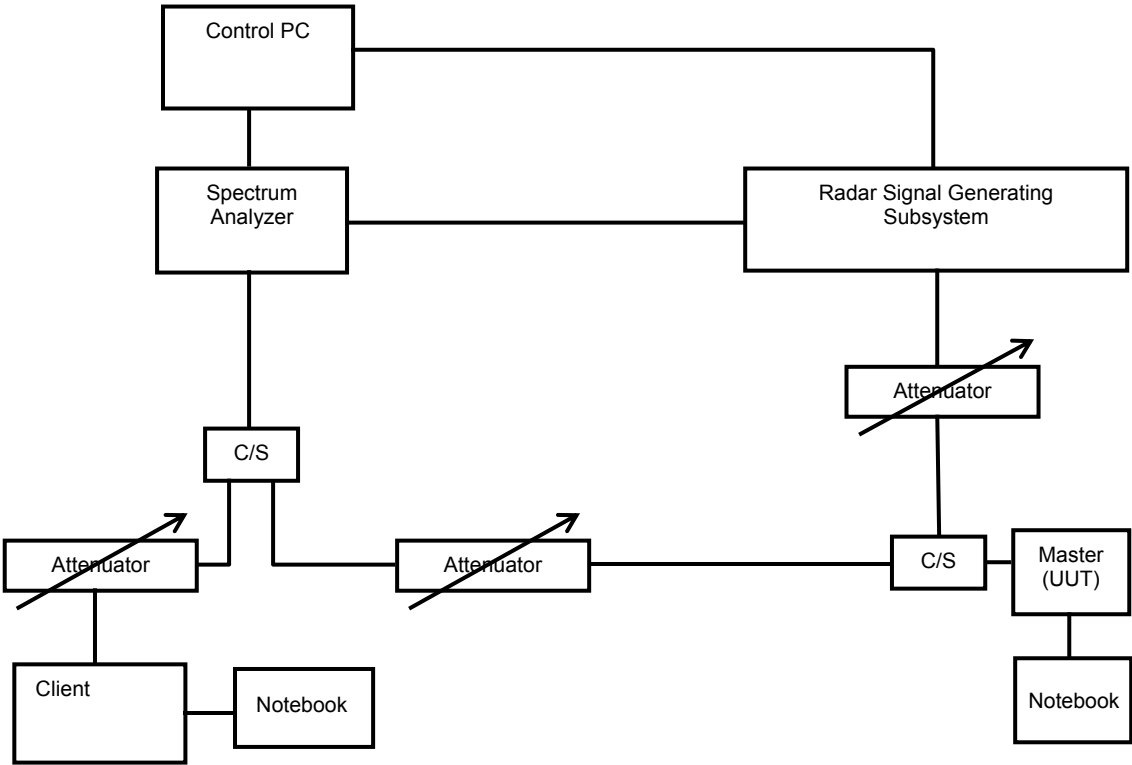 Control PC
Spectrum
Analyzer
Radar Signal Generating
Subsystem
Attenuator
C/S
Attenuator
Attenuator
C/S
Master
(UUT)
Client
Notebook
Notebook